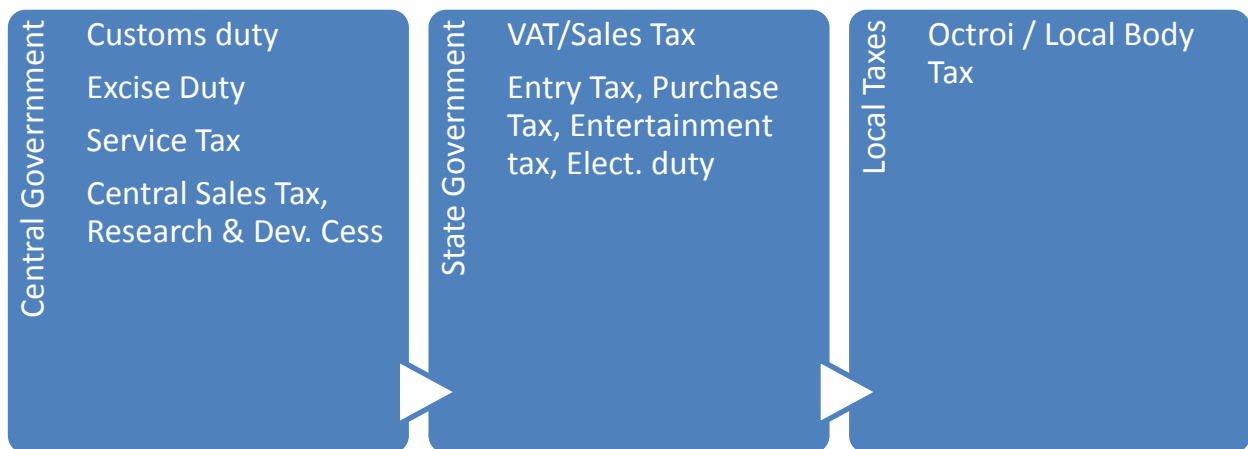 Central Goverrnment
Customs duty
Excise Duty
Service Tax
Central Sales Tax,
Research & Dev. Cess
State Government
VAT/Sales Tax
Entry Tax, Purchase
Tax, Entertainment
tax, Elect. duty
Local Taxes
Octroi / Local Body
Tax